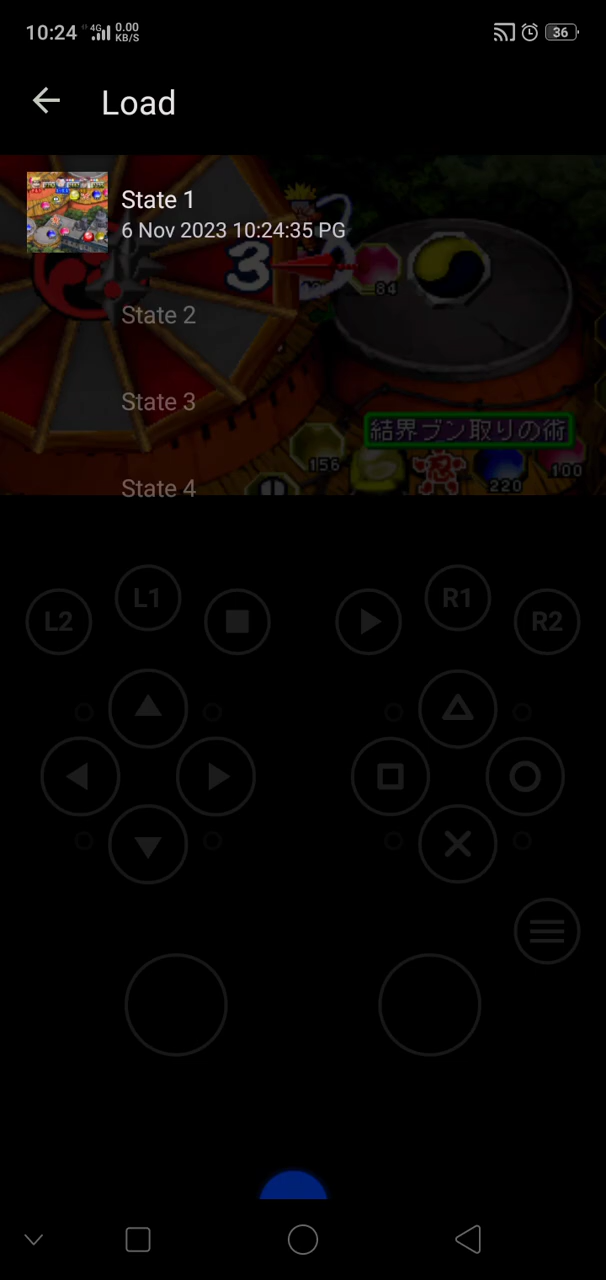 10:24 4G 0.00 KB/S 36
Load
State 1
6 Nov 2023 10:24:35 PG
3
84
State 2
State 3
結界ブン取りの術
156
忍
100
State 4
220
L2 L1 R1 R2